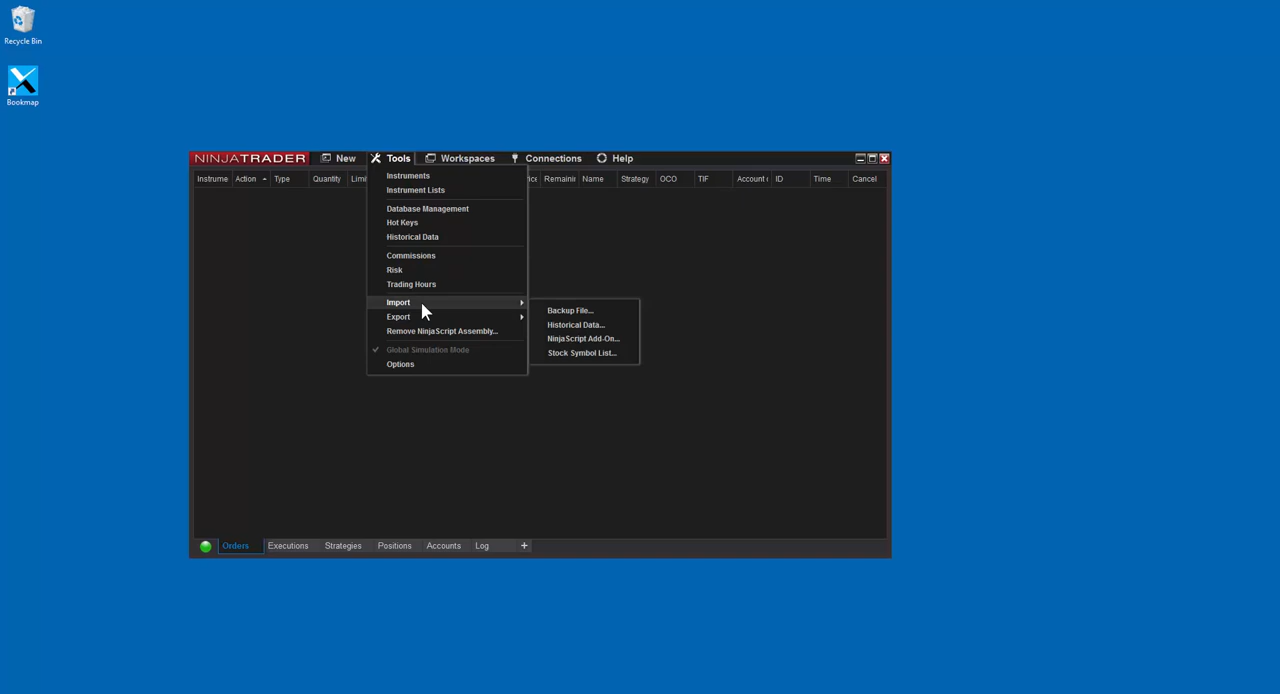 Recycle Bin
Bookmap
NINJATRADER New Tools Workspaces Connections Help
Instrume Action Type Quantity Limi Remainin Name Strategy OCO TIF Account ID Time Cancel
Instruments
Instrument Lists
Database Management
Hot Keys
Historical Data
Commissions
Risk
Trading Hours
Import
Export
Remove NinjaScript Assembly...
Global Simulation Mode
Options
Backup File...
Historical Data...
NinjaScript Add-On...
Stock Symbol List...
Orders Executions Strategies Positions Accounts Log +